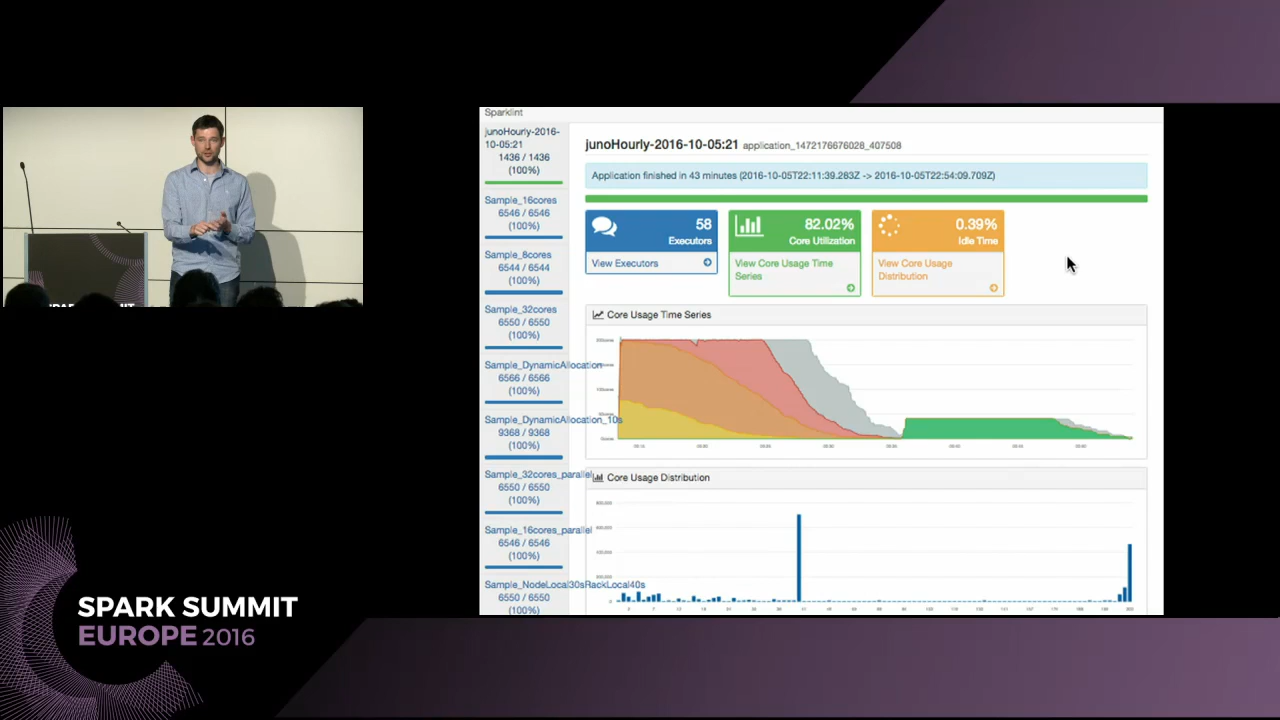 Sparklint
junoHourly-2016-
10-05:21
1436 / 1436
(100%)
Sample_16cores
6546 / 6546
(100%)
Sample_8cores
6544 / 6544
(100%)
Sample_32cores
6550 / 6550
(100%)
Sample_DynamicAllocation
6566 / 6566
(100%)
Sample_DynamicAllocation_10s
9368 / 9368
(100%)
Sample_32cores_parallel
6550 / 6550
(100%)
Sample_16cores_parallel
6546 / 6546
(100%)
Sample_NodeLocal30sRackLocal40s
6550 / 6550
(100%)
junoHourly-2016-10-05:21 application_1472176676028_407508
Application finished in 43 minutes (2016-10-05T22:11:39.283Z -> 2016-10-05T22:54:09.709Z)
58
Executors
View Executors
82.02%
Core Utilization
View Core Usage Time
Series
0.39%
Idle Time
View Core Usage
Distribution
Core Usage Time Series
Core Usage Distribution
SPARK SUMMIT
EUROPE 2016